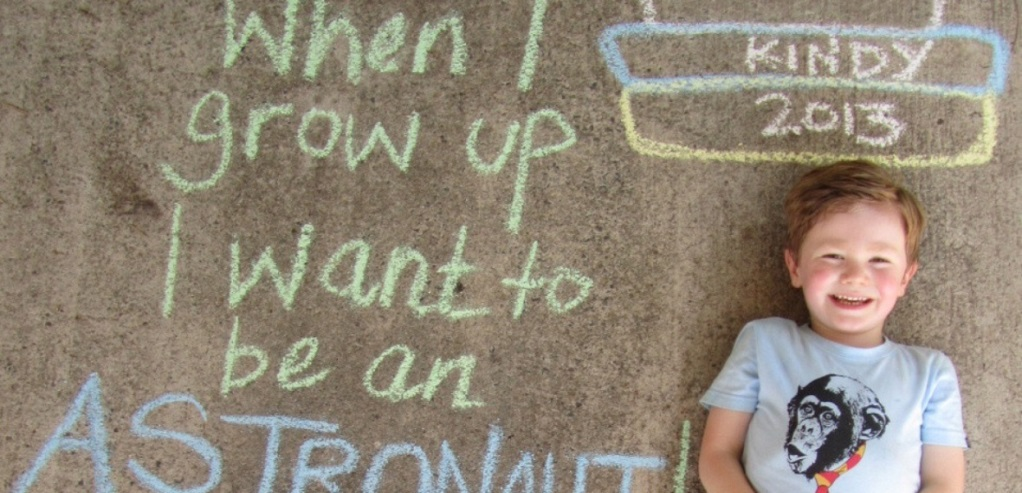 When I
grow up
I want to
be an
ASTRONAUT!
KINDY
2013